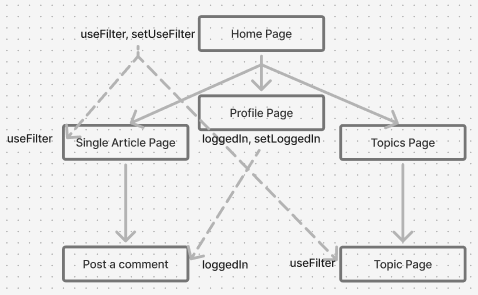 useFilter, setUseFilter
Home Page
Profile Page
useFilter
Single Article Page
loggedIn, setLoggedIn
Topics Page
Post a comment
loggedIn
useFilter
Topic Page